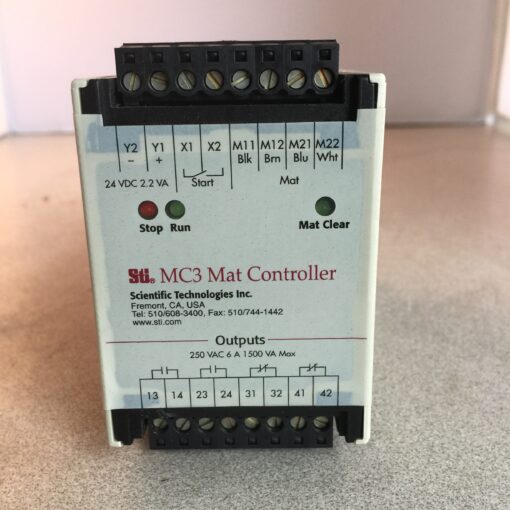 Y2 Y1 X1 X2 M11 M12 M21 M22
− + Blk Brn Blu Wht
24 VDC 2.2 VA Start Mat
Stop Run Mat Clear
Sti® MC3 Mat Controller
Scientific Technologies Inc.
Fremont, CA, USA
Tel: 510/608-3400, Fax: 510/744-1442
www.sti.com
Outputs
250 VAC 6 A 1500 VA Max
13 14 23 24 31 32 41 42